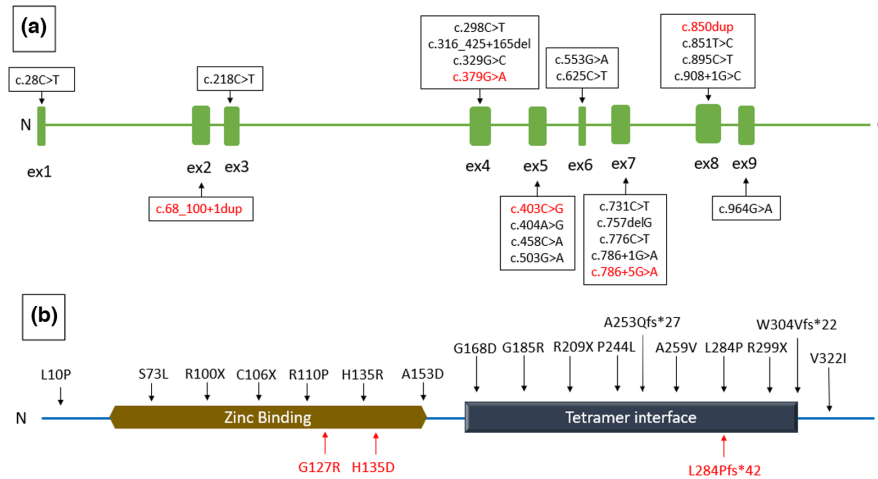 (a)
c.28C>T
c.218C>T
c.298C>T
c.316_425+165del
c.329G>C
c.379G>A
c.553G>A
c.625C>T
c.850dup
c.851T>C
c.895C>T
c.908+1G>C
N
ex1
ex2
ex3
ex4
ex5
ex6
ex7
ex8
ex9
c.68_100+1dup
c.403C>G
c.404A>G
c.458C>A
c.503G>A
c.731C>T
c.757delG
c.776C>T
c.786+1G>A
c.786+5G>A
c.964G>A
(b)
L10P
S73L
R100X
C106X
R110P
H135R
A153D
G168D
G185R
R209X
P244L
A253Qfs*27
A259V
L284P
R299X
W304Vfs*22
V322I
N
Zinc Binding
Tetramer interface
G127R
H135D
L284Pfs*42